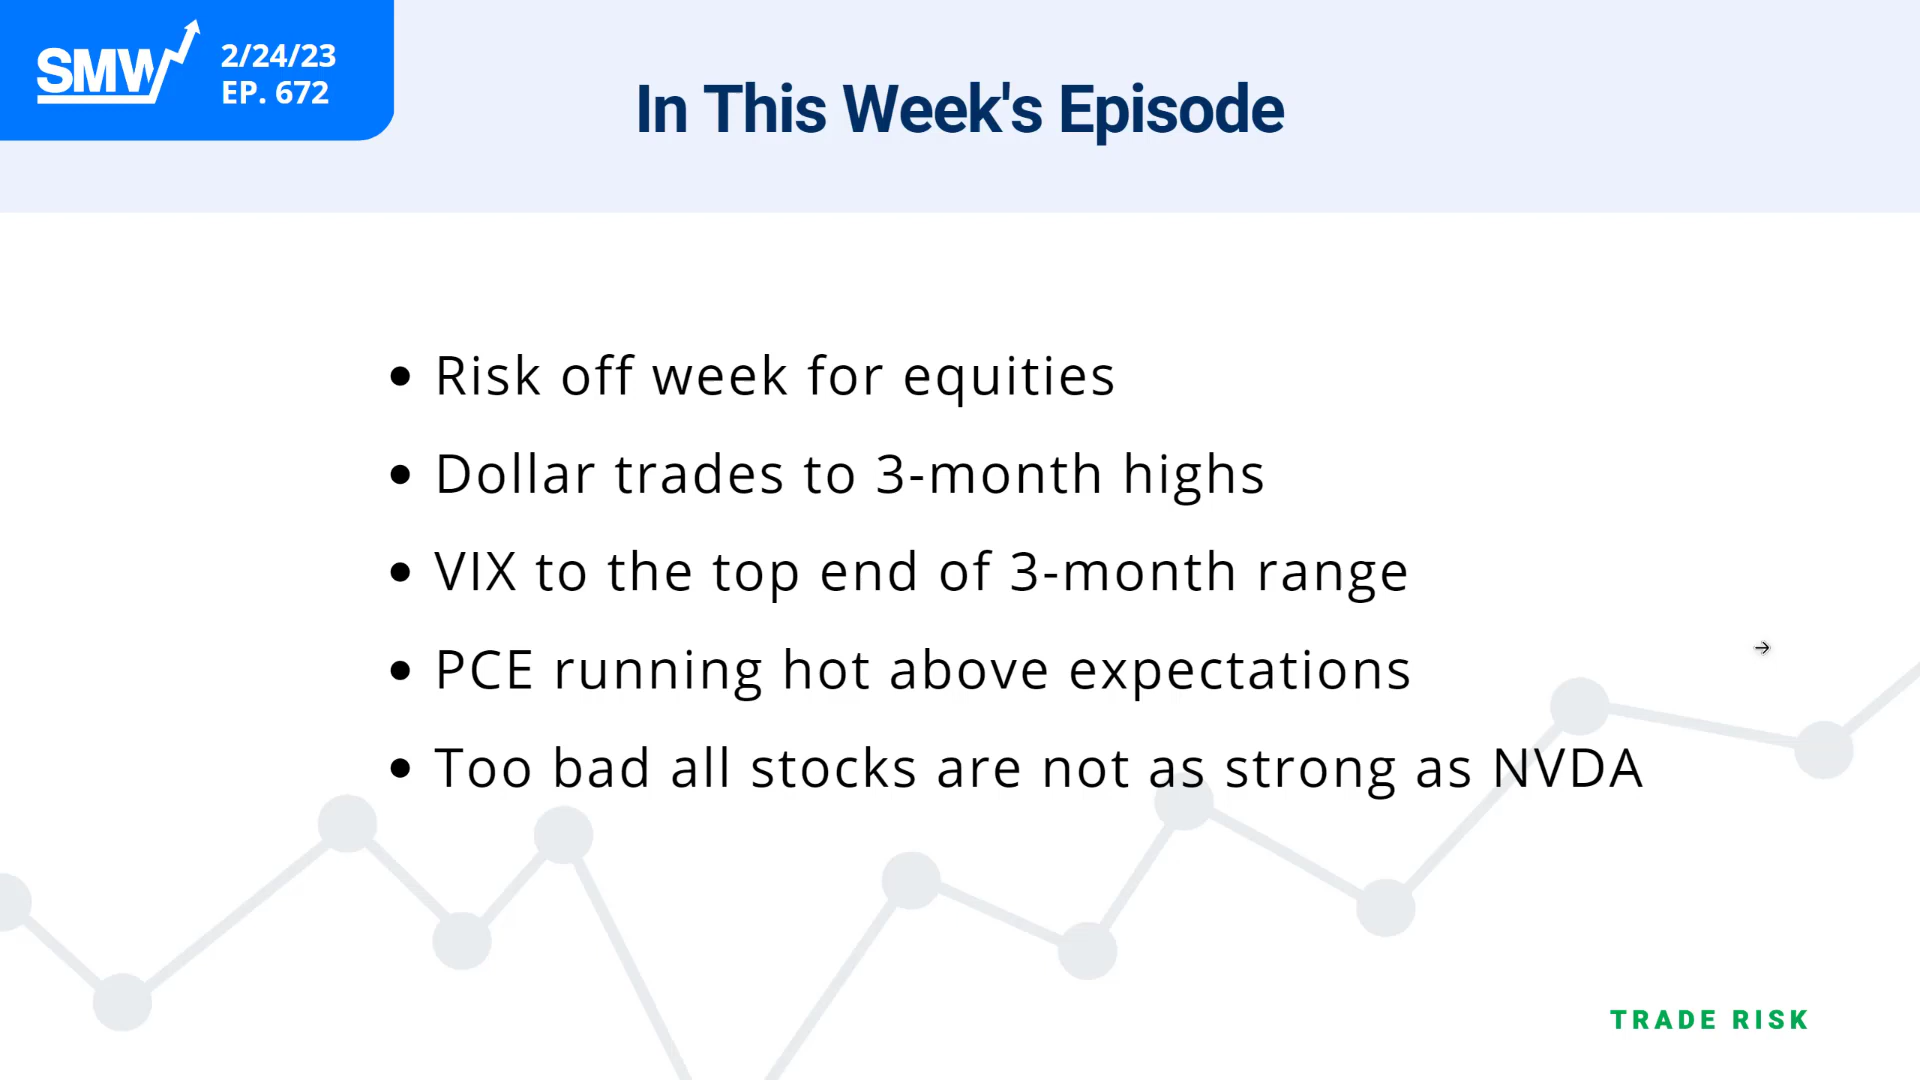 SMW
2/24/23
EP. 672
In This Week's Episode
• Risk off week for equities
• Dollar trades to 3-month highs
• VIX to the top end of 3-month range
• PCE running hot above expectations
• Too bad all stocks are not as strong as NVDA
TRADE RISK